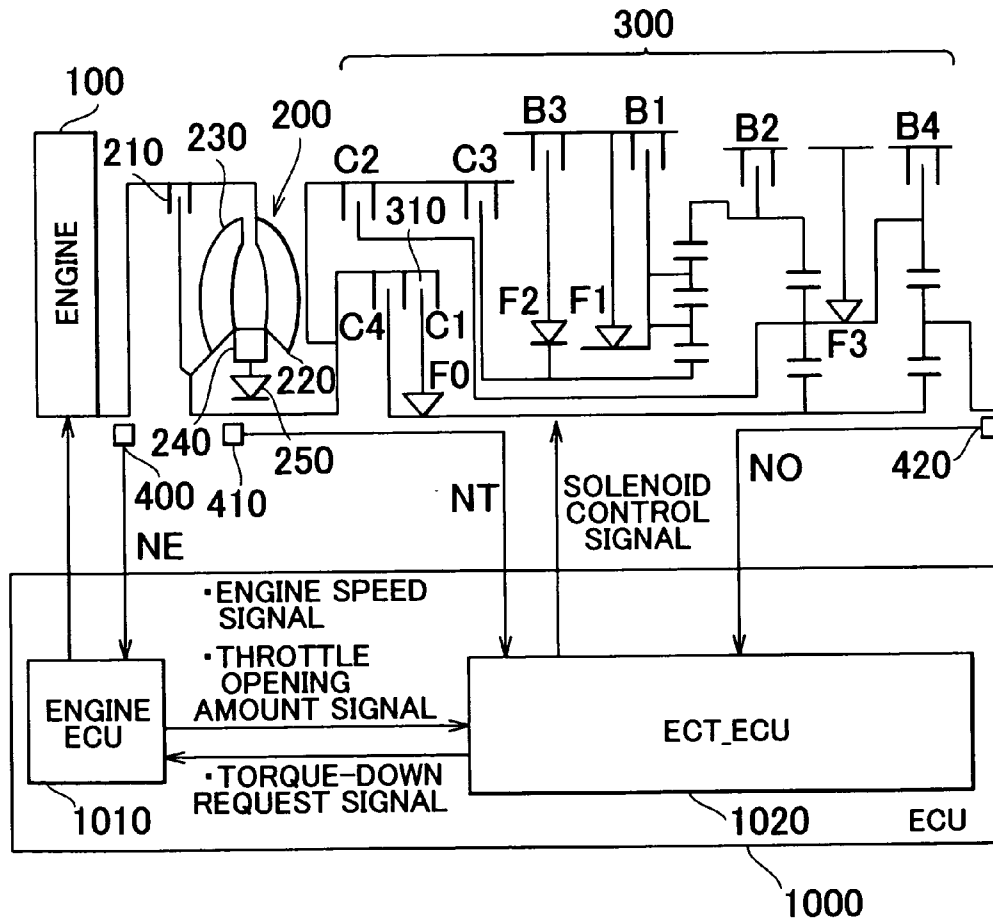 300
100
200
B3
B1
B2
B4
230
210
C2
C3
310
ENGINE
C4
C1
F2
F1
F3
F0
220
240
250
400
410
420
NE
NT
SOLENOID
CONTROL
SIGNAL
NO
・ENGINE SPEED
SIGNAL
・THROTTLE
OPENING
AMOUNT SIGNAL
ENGINE
ECU
ECT_ECU
・TORQUE-DOWN
REQUEST SIGNAL
1010
1020
ECU
1000